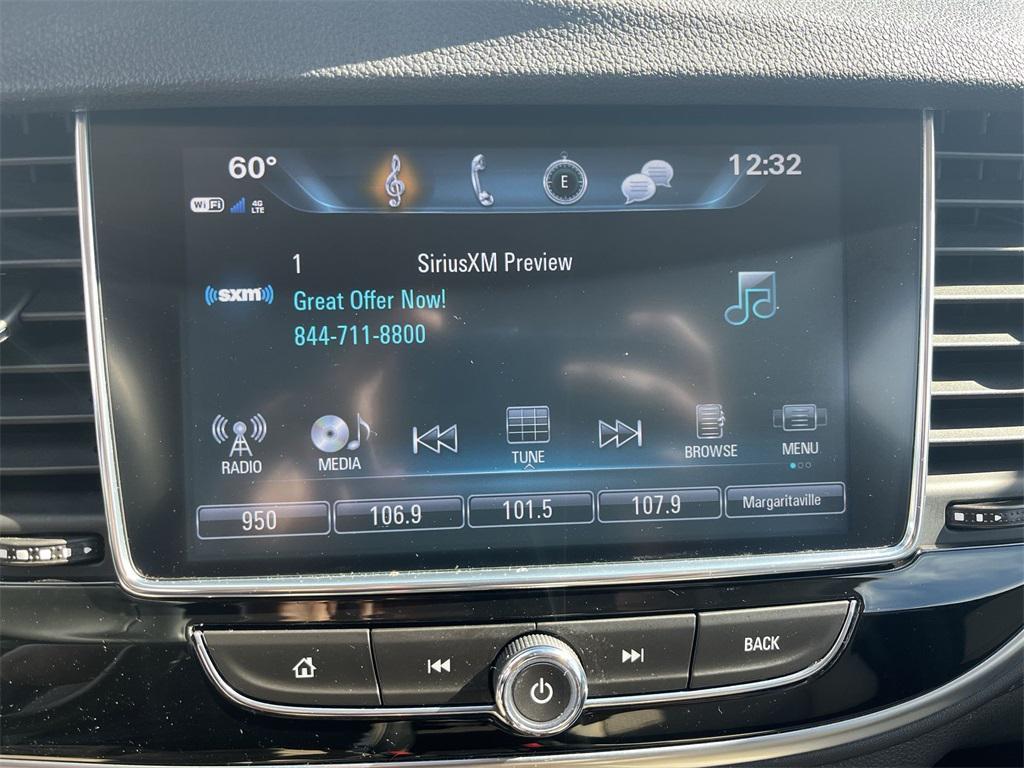 60° E 12:32
WiFi 4G LTE
1 SiriusXM Preview
((sxm))
Great Offer Now!
844-711-8800
RADIO MEDIA TUNE BROWSE MENU
950 106.9 101.5 107.9 Margaritaville
BACK